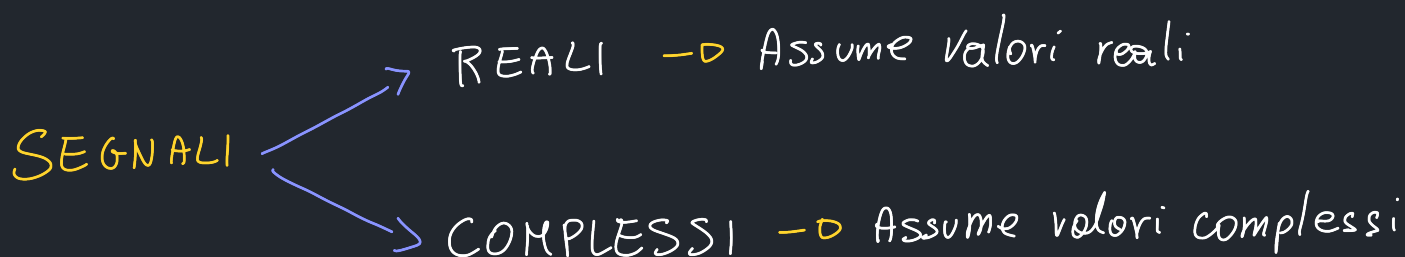 REALI → Assume valori reali
SEGNALI
COMPLESSI → Assume valori complessi